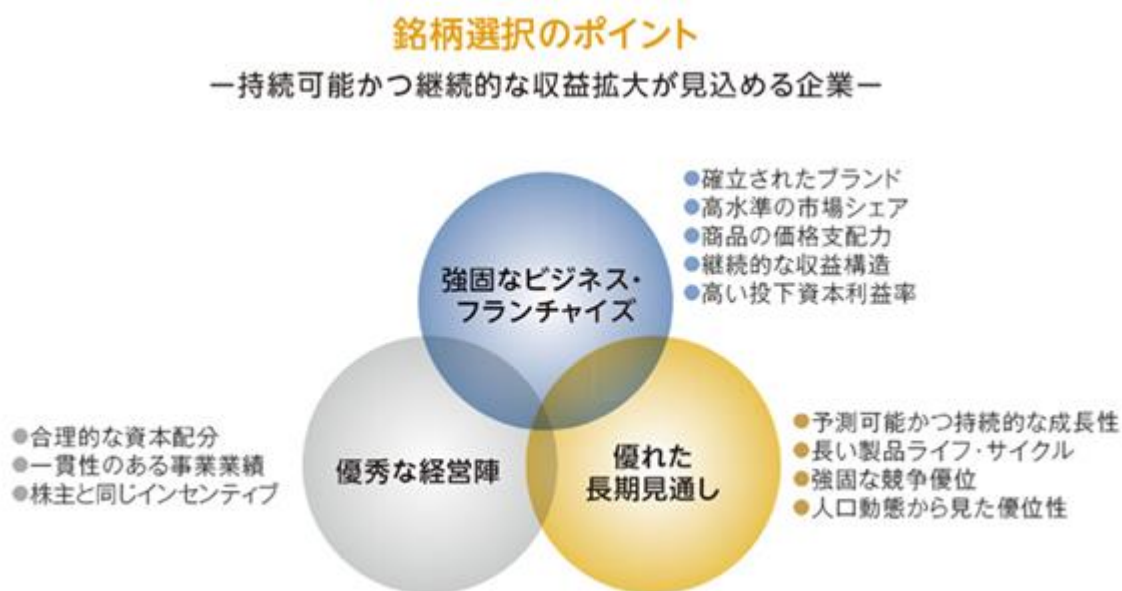 銘柄選択のポイント
ー持続可能かつ継続的な収益拡大が見込める企業ー
強固なビジネス・
フランチャイズ
●確立されたブランド
●高水準の市場シェア
●商品の価格支配力
●継続的な収益構造
●高い投下資本利益率
●合理的な資本配分
●一貫性のある事業業績
●株主と同じインセンティブ
優秀な経営陣
優れた
長期見通し
●予測可能かつ持続的な成長性
●長い製品ライフ・サイクル
●強固な競争優位
●人口動態から見た優位性